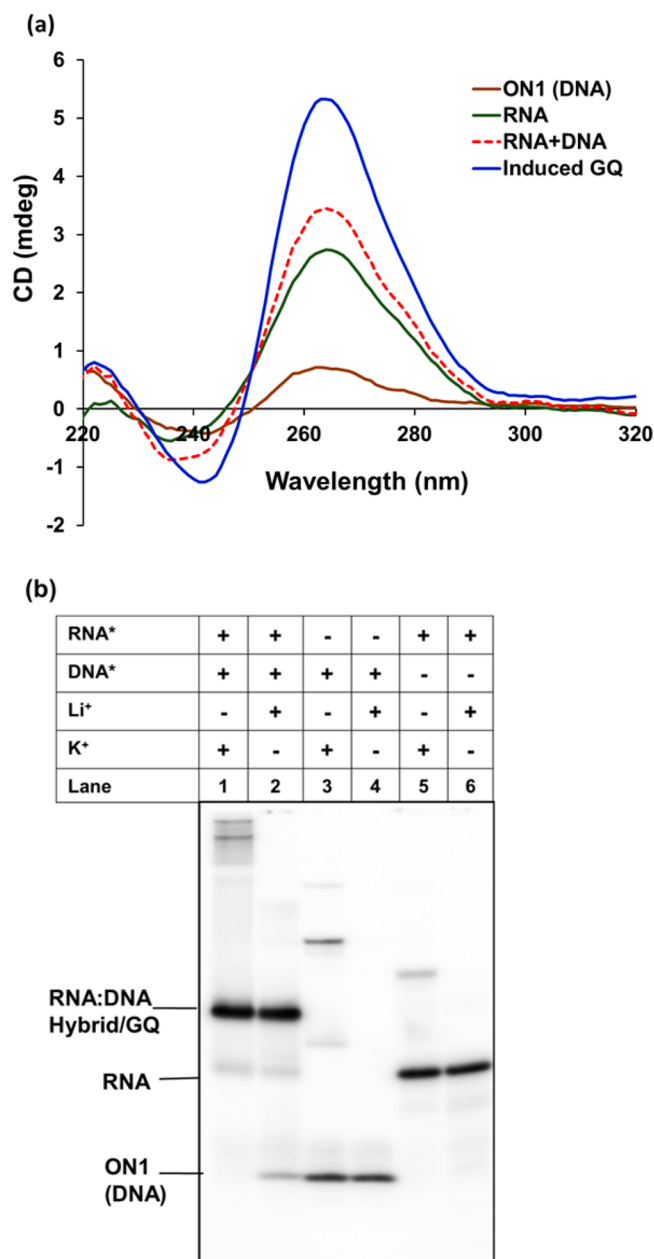 (a)
6
5
4
3
2
1
0
-1
-2
CD (mdeg)
ON1 (DNA)
RNA
RNA+DNA
Induced GQ
220 240 260 280 300 320
Wavelength (nm)
(b)
RNA* + + - - + +
DNA* + + + + - -
Li⁺ - + - + - +
K⁺ + - + - + -
Lane 1 2 3 4 5 6
RNA:DNA
Hybrid/GQ
RNA
ON1
(DNA)